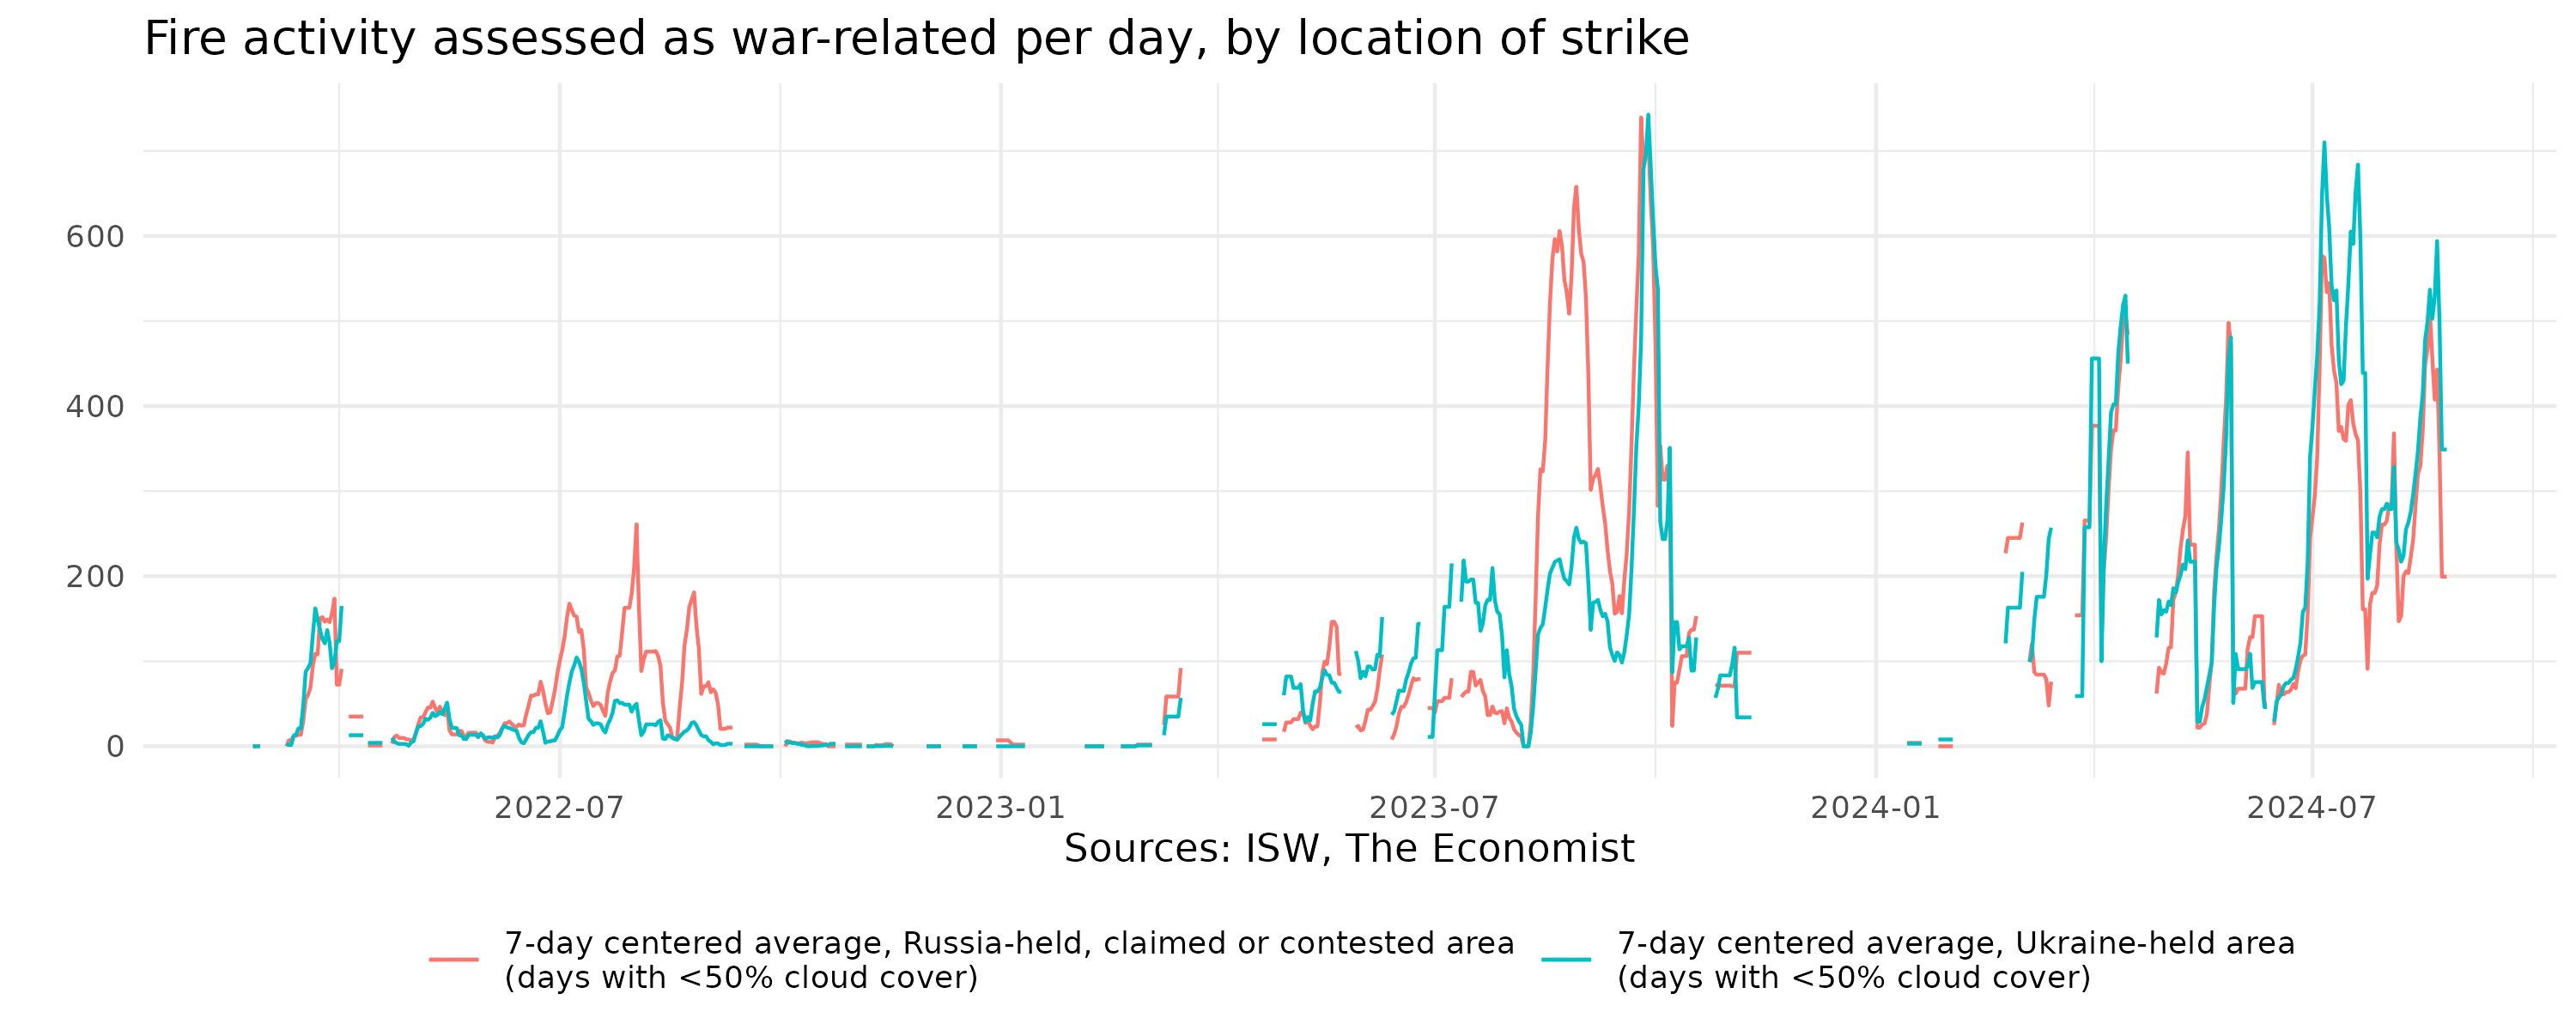 Fire activity assessed as war-related per day, by location of strike
600
400
200
0
2022-07
2023-01
2023-07
2024-01
2024-07
Sources: ISW, The Economist
7-day centered average, Russia-held, claimed or contested area
(days with <50% cloud cover)
7-day centered average, Ukraine-held area
(days with <50% cloud cover)